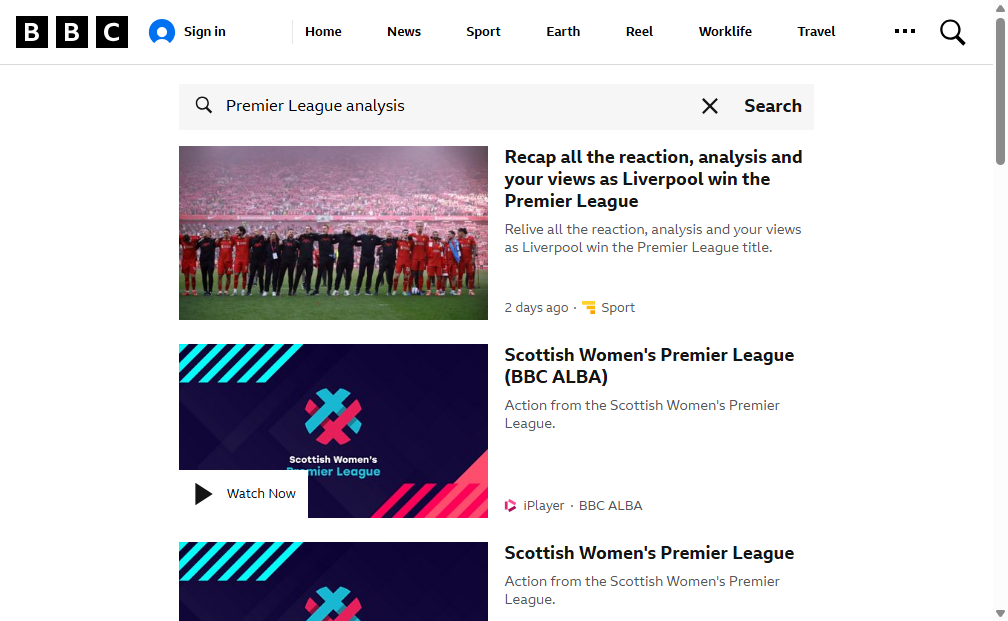 BBC
Sign in
Home
News
Sport
Earth
Reel
Worklife
Travel
Premier League analysis
Search
Recap all the reaction, analysis and
your views as Liverpool win the
Premier League
Relive all the reaction, analysis and your views
as Liverpool win the Premier League title.
2 days ago · Sport
Scottish Women's
Premier League
Watch Now
Scottish Women's Premier League
(BBC ALBA)
Action from the Scottish Women's Premier
League.
iPlayer · BBC ALBA
Scottish Women's Premier League
Action from the Scottish Women's Premier
League.